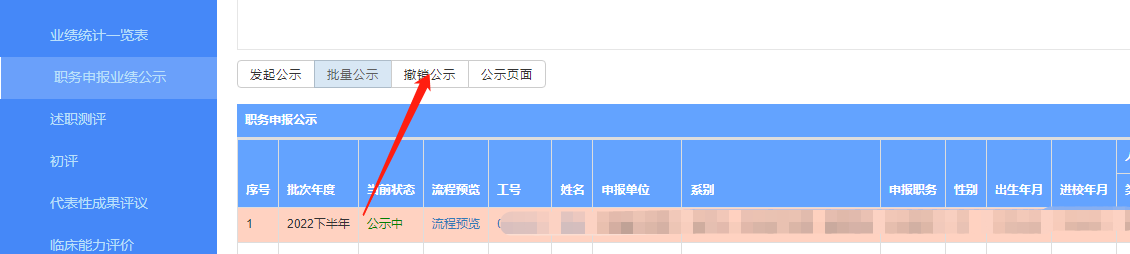 业绩统计一览表
职务申报业绩公示
述职测评
初评
代表性成果评议
临床能力评价
发起公示 批量公示 撤销公示 公示页面
职务申报公示
序号 批次年度 当前状态 流程预览 工号 姓名 申报单位 系别 申报职务 性别 出生年月 进校年月
1 2022下半年 公示中 流程预览